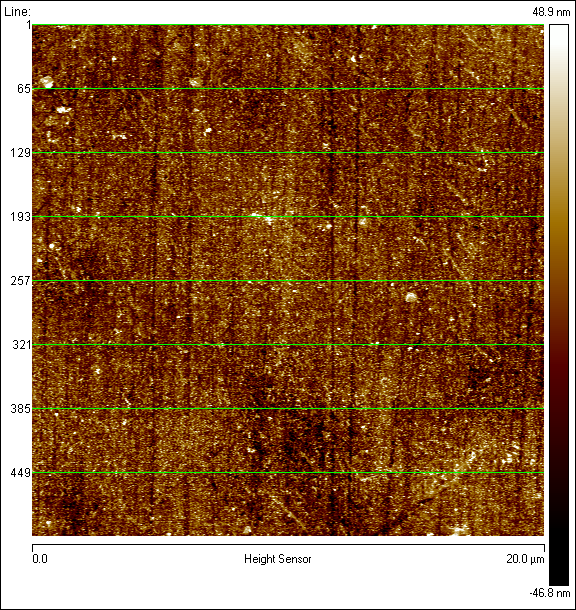 Line:
48.9 nm
1
65
129
193
257
321
385
449
0.0
Height Sensor
20.0 µm
-46.8 nm